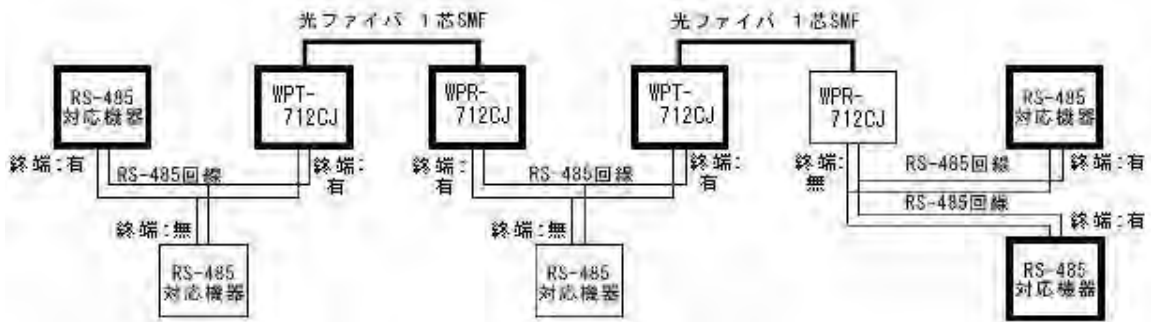 光ファイバ 1芯SMF
光ファイバ 1芯SMF
RS-485
対応機器
WPT-
712CJ
WPR-
712CJ
WPT-
712CJ
WPR-
712CJ
RS-485
対応機器
終端:有
RS-485回線
終端:
有
終端:
有
RS-485回線
終端:
有
終端:
無
RS-485回線
終端:有
RS-485回線
終端:有
終端:無
RS-485
対応機器
終端:無
RS-485
対応機器
RS-485
対応機器